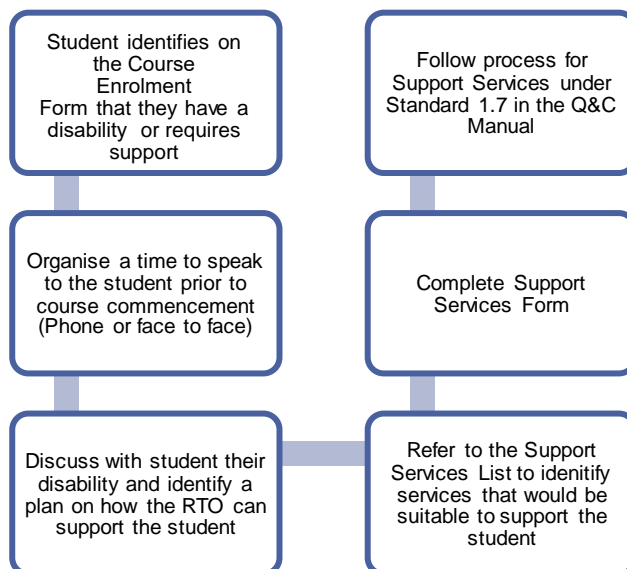 Student identifies on
the Course
Enrolment
Form that they have a
disability or requires
support
Organise a time to speak
to the student prior to
course commencement
(Phone or face to face)
Discuss with student their
disability and identify a
plan on how the RTO can
support the student
Refer to the Support
Services List to idenitify
services that would be
suitable to support the
student
Complete Support
Services Form
Follow process for
Support Services under
Standard 1.7 in the Q&C
Manual